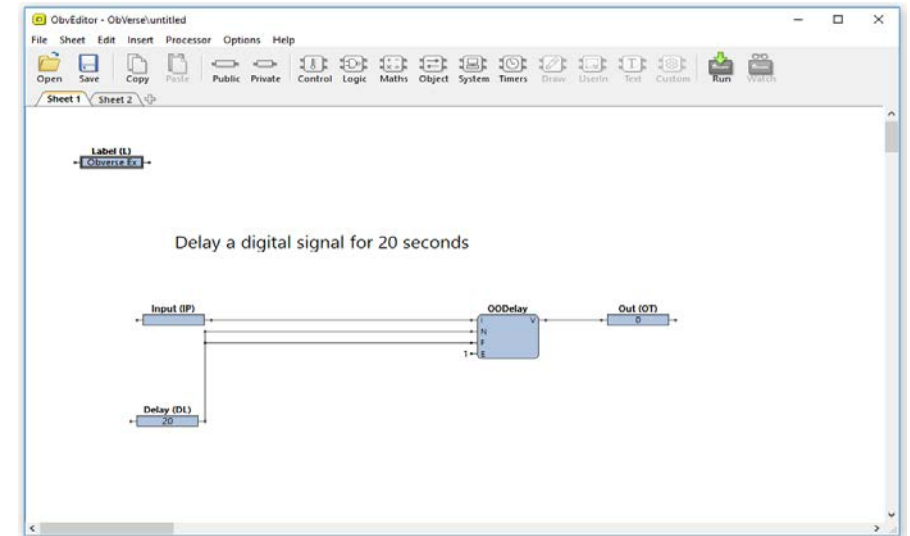 ObvEditor - ObVerse\untitled
File Sheet Edit Insert Processor Options Help
Open Save Copy Paste Public Private Control Logic Maths Object System Timers Draw UserIn Text Custom Run Watch
Sheet 1 Sheet 2
Label (L)
Obverse Ex
Delay a digital signal for 20 seconds
Input (IP) OODelay Out (OT)
I V 0
N
F
1 E
Delay (DL)
20